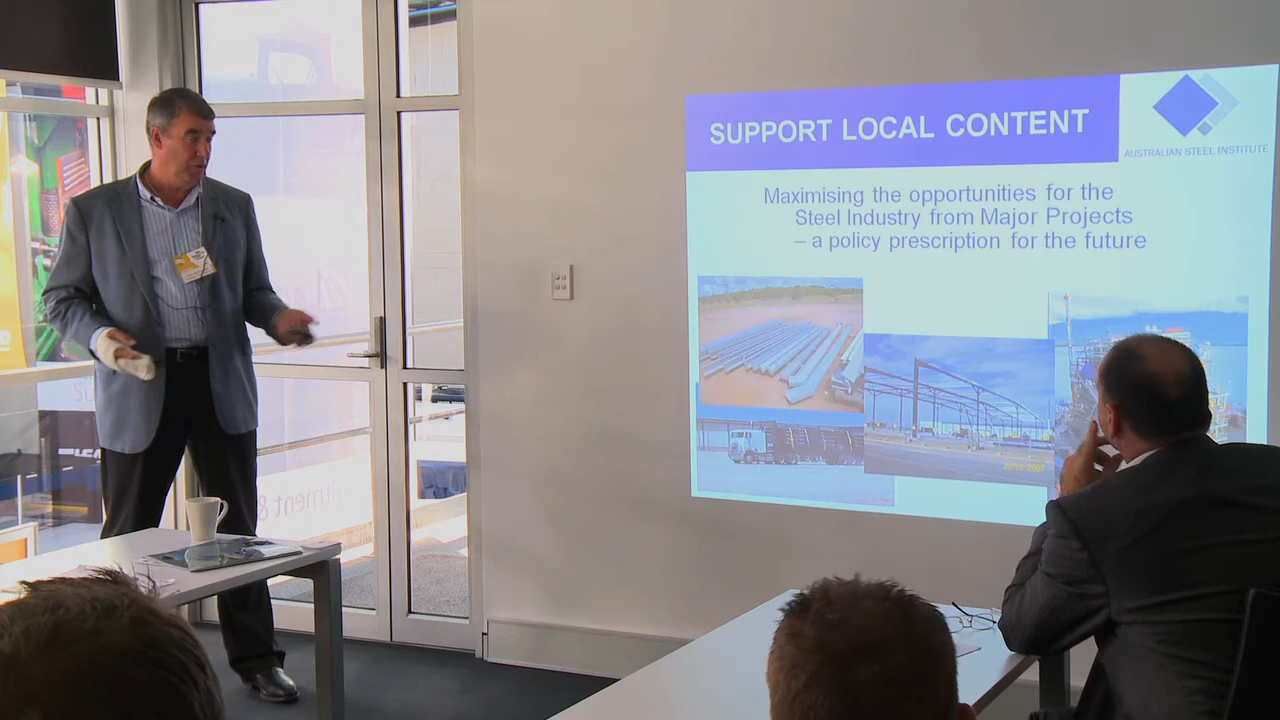 SUPPORT LOCAL CONTENT
AUSTRALIAN STEEL INSTITUTE
Maximising the opportunities for the
Steel Industry from Major Projects
– a policy prescription for the future